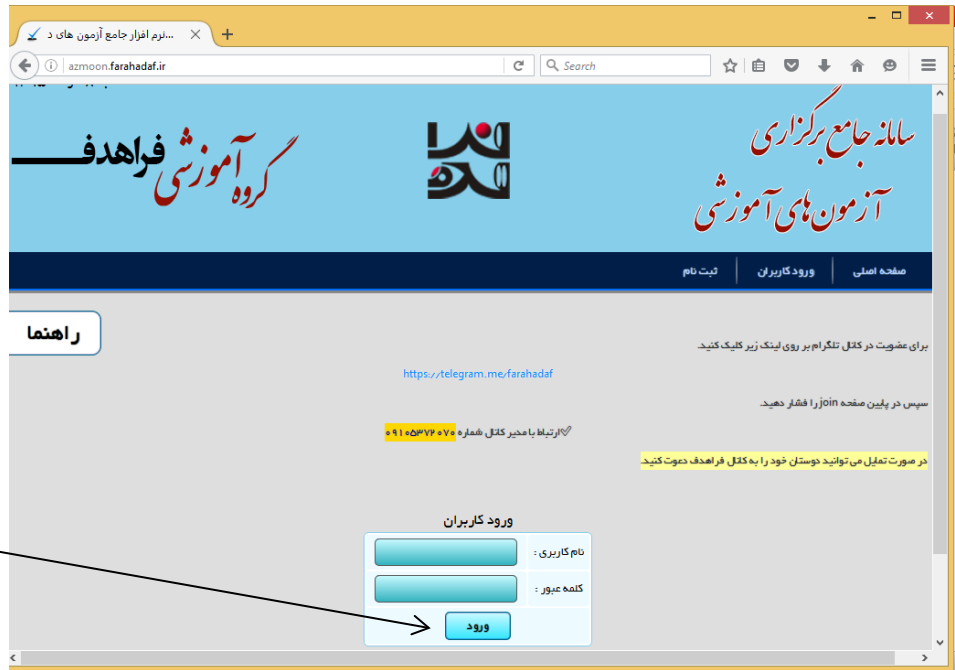 نرم افزار جامع آزمون های د...
azmoon.farahadaf.ir
Search
سامانه جامع برگزاری
آزمون های آموزشی
گروه آموزشی فراهدف
صفحه اصلی
ورود کاربران
ثبت نام
راهنما
برای عضویت در کانال تلگرام بر روی لینک زیر کلیک کنید.
https://telegram.me/farahadaf
سپس در پایین صفحه join را فشار دهید.
✅ارتباط با مدیر کانال شماره ۰۹۱۰۵۳۷۲۰۷۰
در صورت تمایل می توانید دوستان خود را به کانال فراهدف دعوت کنید.
ورود کاربران
نام کاربری :
کلمه عبور :
ورود